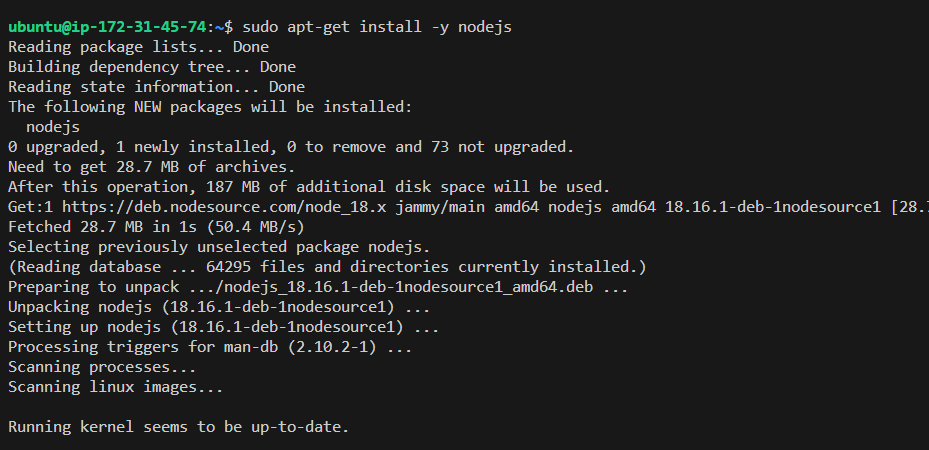 ubuntu@ip-172-31-45-74:~$ sudo apt-get install -y nodejs
Reading package lists... Done
Building dependency tree... Done
Reading state information... Done
The following NEW packages will be installed:
  nodejs
0 upgraded, 1 newly installed, 0 to remove and 73 not upgraded.
Need to get 28.7 MB of archives.
After this operation, 187 MB of additional disk space will be used.
Get:1 https://deb.nodesource.com/node_18.x jammy/main amd64 nodejs amd64 18.16.1-deb-1nodesource1 [28.7
Fetched 28.7 MB in 1s (50.4 MB/s)
Selecting previously unselected package nodejs.
(Reading database ... 64295 files and directories currently installed.)
Preparing to unpack .../nodejs_18.16.1-deb-1nodesource1_amd64.deb ...
Unpacking nodejs (18.16.1-deb-1nodesource1) ...
Setting up nodejs (18.16.1-deb-1nodesource1) ...
Processing triggers for man-db (2.10.2-1) ...
Scanning processes...
Scanning linux images...
Running kernel seems to be up-to-date.